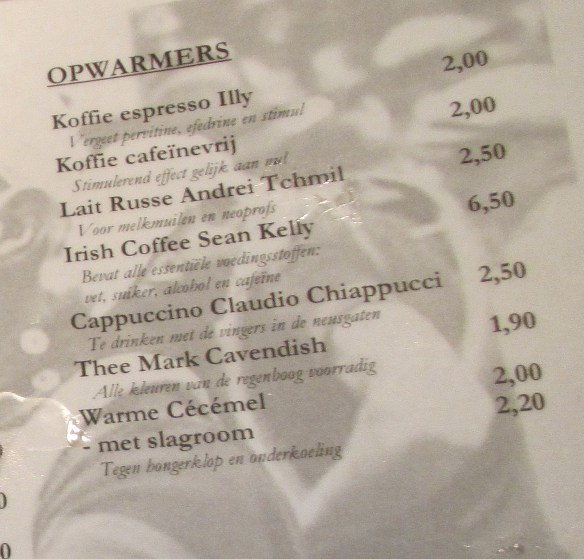 OPWARMERS
Koffie espresso Illy 2,00
Vergeet pervitine, efedrine en stimul
Koffie cafeïnevrij 2,00
Stimulerend effect gelijk aan nul
Lait Russe Andrei Tchmil 2,50
Voor melkmuilen en neoprofs
Irish Coffee Sean Kelly 6,50
Bevat alle essentiële voedingsstoffen:
vet, suiker, alcohol en cafeïne
Cappuccino Claudio Chiappucci 2,50
Te drinken met de vingers in de neusgaten
Thee Mark Cavendish 1,90
Alle kleuren van de regenboog voorradig
Warme Cécémel 2,00
- met slagroom 2,20
Tegen hongerklop en onderkoeling